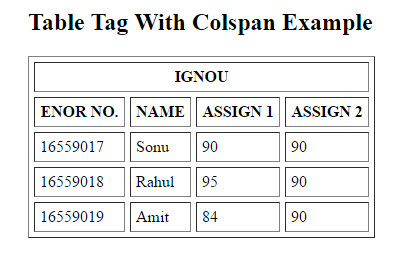 Table Tag With Colspan Example
IGNOU
ENOR NO. NAME ASSIGN 1 ASSIGN 2
16559017 Sonu 90 90
16559018 Rahul 95 90
16559019 Amit 84 90